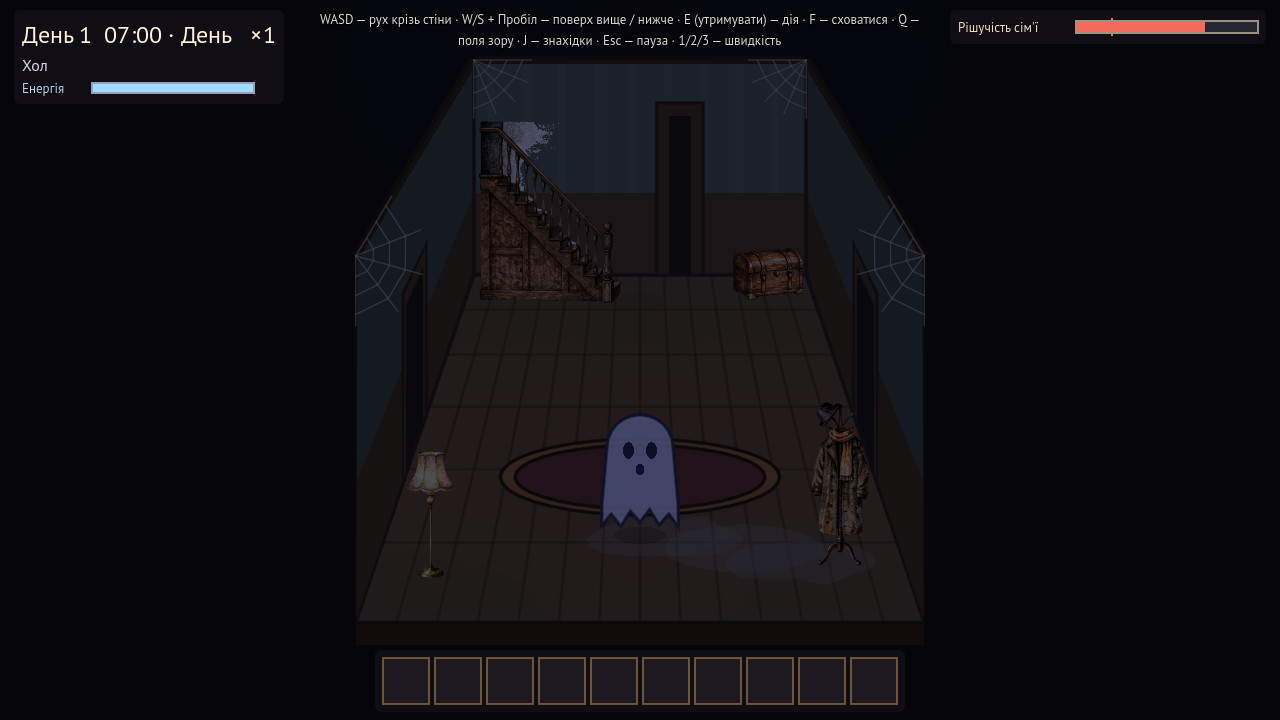 День 1 07:00 · День ×1
Хол
Енергія
WASD — рух крізь стіни · W/S + Пробіл — поверх вище / нижче · E (утримувати) — дія · F — сховатися · Q —
поля зору · J — знахідки · Esc — пауза · 1/2/3 — швидкість
Рішучість сім'ї